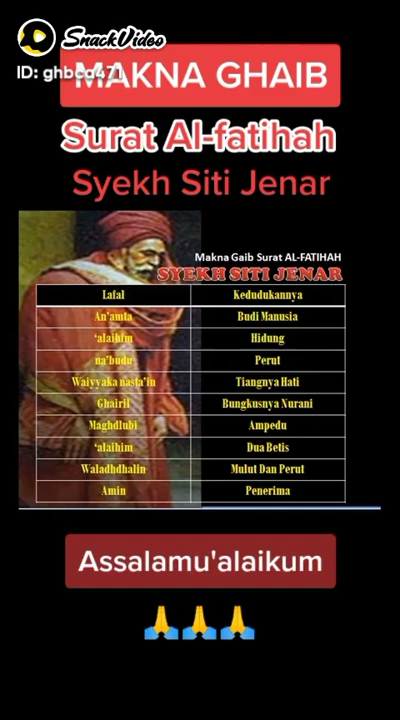 SnackVideo
ID: ghbca471
MAKNA GHAIB
Surat Al-fatihah
Syekh Siti Jenar
Makna Gaib Surat AL-FATIHAH
SYEKH SITI JENAR
Lafal Kedudukannya
An'amta Budi Manusia
'alaihim Hidung
na'budu Perut
Waiyyaka nasta'in Tiangnya Hati
Ghairil Bungkusnya Nurani
Maghdlubi Ampedu
'alaihim Dua Betis
Waladhdhalin Mulut Dan Perut
Amin Penerima
Assalamu'alaikum